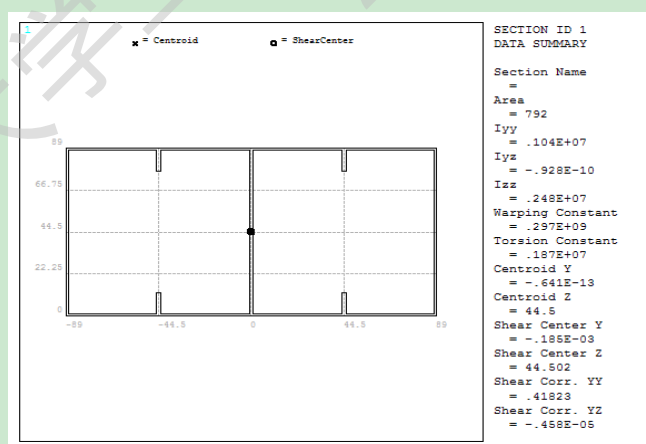 1
× = Centroid
o = ShearCenter
89
66.75
44.5
22.25
0
-89
-44.5
0
44.5
89
SECTION ID 1
DATA SUMMARY
Section Name
=
Area
= 792
Iyy
= .104E+07
Iyz
= -.928E-10
Izz
= .248E+07
Warping Constant
= .297E+09
Torsion Constant
= .187E+07
Centroid Y
= -.641E-13
Centroid Z
= 44.5
Shear Center Y
= -.185E-03
Shear Center Z
= 44.502
Shear Corr. YY
= .41823
Shear Corr. YZ
= -.458E-05
学